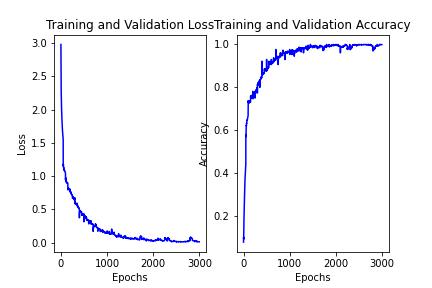 Training and Validation Loss
3.0
2.5
2.0
1.5
1.0
0.5
0.0
Loss
0 1000 2000 3000
Epochs
Training and Validation Accuracy
1.0
0.8
0.6
0.4
0.2
Accuracy
0 1000 2000 3000
Epochs